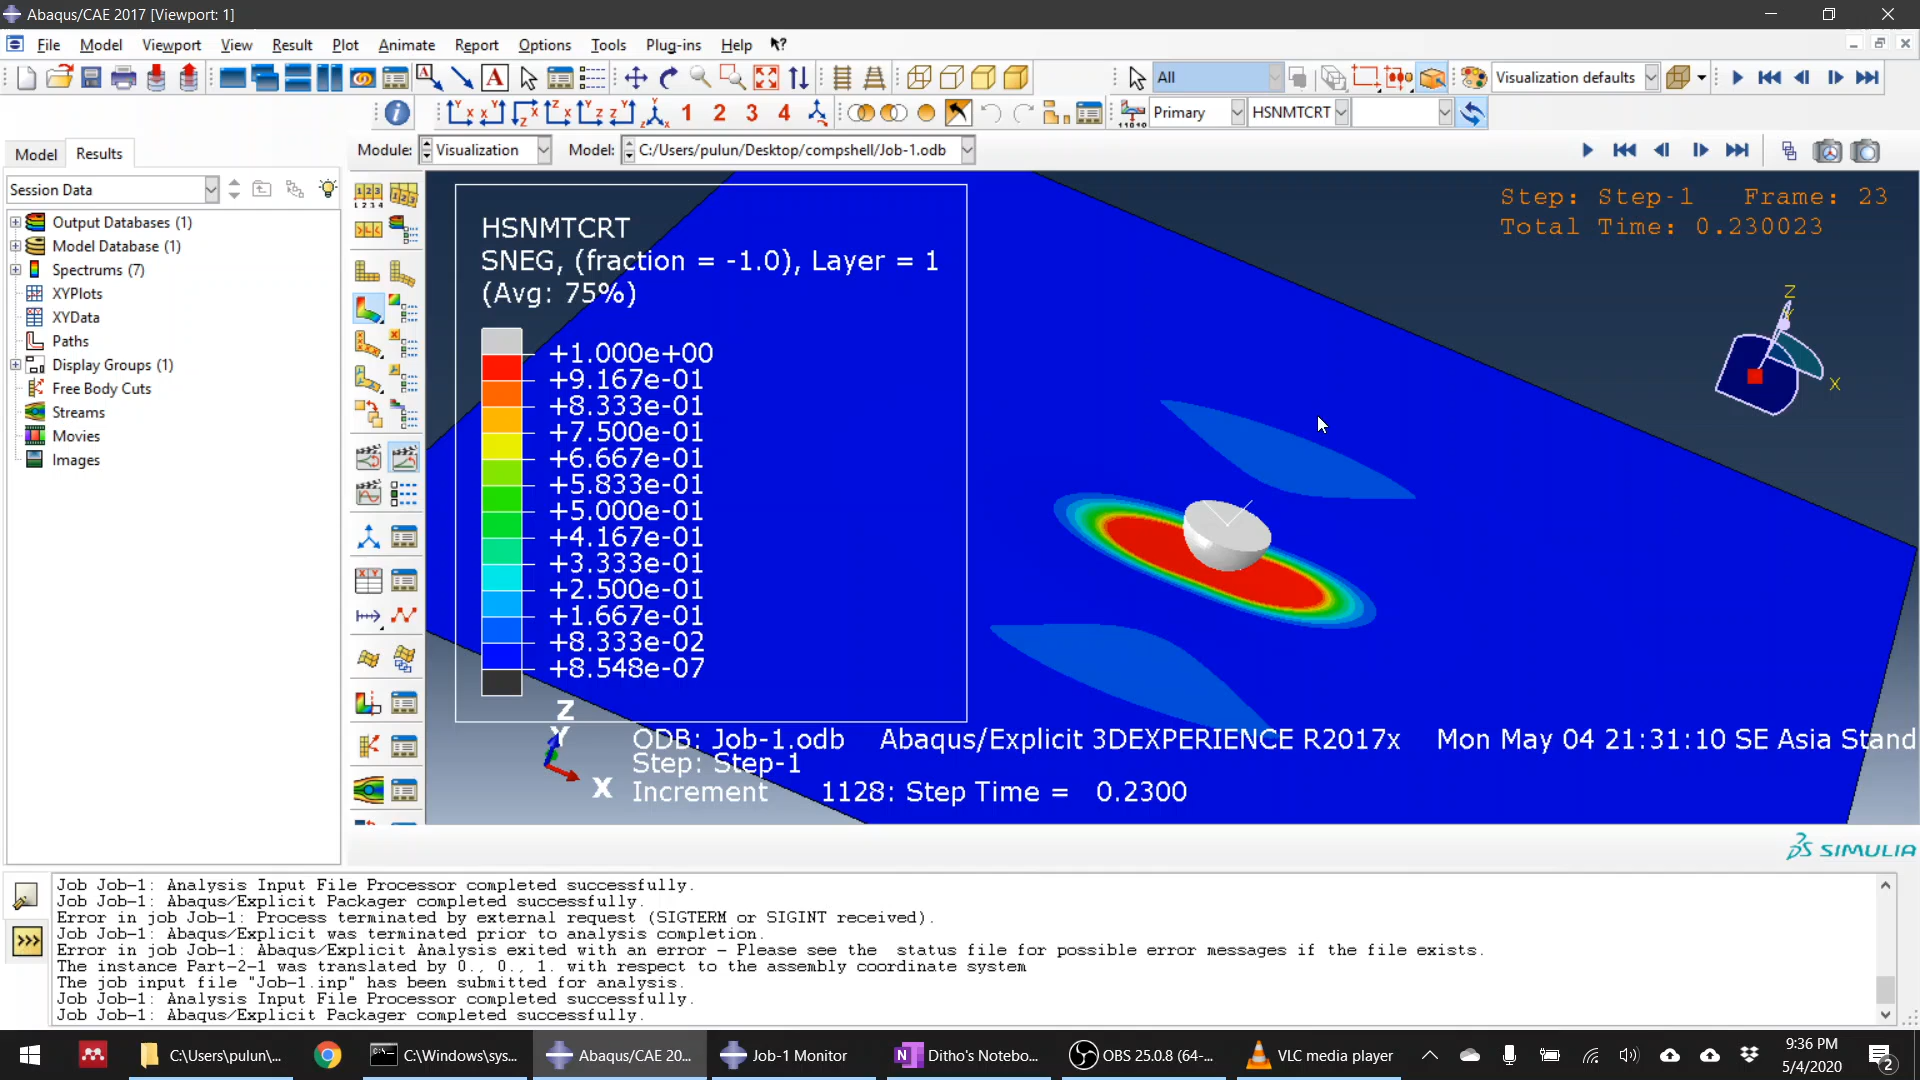 Abaqus/CAE 2017 [Viewport: 1]
File Model Viewport View Result Plot Animate Report Options Tools Plug-ins Help
All Visualization defaults
1 2 3 4 Primary HSNMTCRT
Model Results Module: Visualization Model: C:/Users/pulun/Desktop/compshell/Job-1.odb
Session Data
Output Databases (1)
Model Database (1)
Spectrums (7)
XYPlots
XYData
Paths
Display Groups (1)
Free Body Cuts
Streams
Movies
Images
HSNMTCRT
SNEG, (fraction = -1.0), Layer = 1
(Avg: 75%)
+1.000e+00
+9.167e-01
+8.333e-01
+7.500e-01
+6.667e-01
+5.833e-01
+5.000e-01
+4.167e-01
+3.333e-01
+2.500e-01
+1.667e-01
+8.333e-02
+8.548e-07
Step: Step-1 Frame: 23
Total Time: 0.230023
Z
Y
X
Z
Y
X
ODB: Job-1.odb Abaqus/Explicit 3DEXPERIENCE R2017x Mon May 04 21:31:10 SE Asia Stand
Step: Step-1
Increment 1128: Step Time = 0.2300
SIMULIA
Job Job-1: Analysis Input File Processor completed successfully.
Job Job-1: Abaqus/Explicit Packager completed successfully.
Error in job Job-1: Process terminated by external request (SIGTERM or SIGINT received).
Job Job-1: Abaqus/Explicit was terminated prior to analysis completion.
Error in job Job-1: Abaqus/Explicit Analysis exited with an error - Please see the status file for possible error messages if the file exists.
The instance Part-2-1 was translated by 0., 0., 1. with respect to the assembly coordinate system
The job input file "Job-1.inp" has been submitted for analysis.
Job Job-1: Analysis Input File Processor completed successfully.
Job Job-1: Abaqus/Explicit Packager completed successfully.
C:\Users\pulun\... C:\Windows\sys... Abaqus/CAE 20... Job-1 Monitor Ditho's Notebo... OBS 25.0.8 (64-... VLC media player
9:36 PM
5/4/2020
2